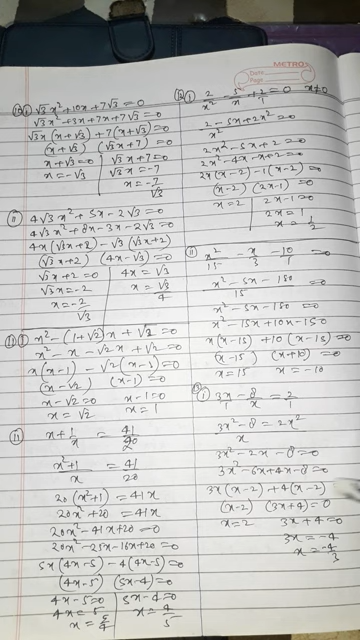 METRO
Date
Page
10) i) √3x²+10x+7√3=0
√3x²+3x+7x+7√3=0
√3x(x+√3)+7(x+√3)=0
(x+√3) (√3x+7)=0
x+√3=0 √3x+7=0
x=-√3 √3x=-7
x=-7/√3
ii) 4√3x²+5x-2√3=0
4√3x²+8x-3x-2√3=0
4x(√3x+2)-√3(√3x+2)
(√3x+2) (4x-√3)=0
√3x+2=0 4x=√3
√3x=-2 x=√3/4
x=-2/√3
11) i) x²-(1+√2)x+√2=0
x²-x-√2x+√2=0
x(x-1)-√2(x-1)=0
(x-√2) (x-1)=0
x-√2=0 x-1=0
x=√2 x=1
ii) x+1/x = 41/20
x²+1/x = 41/20
20(x²+1)=41x
20x²+20=41x
20x²-41x+20=0
20x²-25x-16x+20=0
5x(4x-5)-4(4x-5)=0
(4x-5) (5x-4)=0
4x-5=0 5x-4=0
4x=5 x=4/5
x=5/4
12) i) 2/x²-5/x+2/1=0 x≠0
2-5x+2x²/x²=0
2x²-5x+2=0
2x²-4x-x+2=0
2x(x-2)-1(x-2)=0
(x-2) (2x-1)=0
x=2 2x-1=0
2x=1
x=1/2
ii) x²/15-x/3-10/1=0
x²-5x-150/15=0
x²-5x-150=0
x²-15x+10x-150
x(x-15)+10(x-15)=0
(x-15) (x+10)=0
x=15 x=-10
i) 3x/1-8/x=2/1
3x²-8/x=2x²
3x²-2x-8=0
3x²-6x+4x-8=0
3x(x-2)+4(x-2)
(x-2) (3x+4)=0
x=2 3x+4=0
3x=-4
x=-4/3